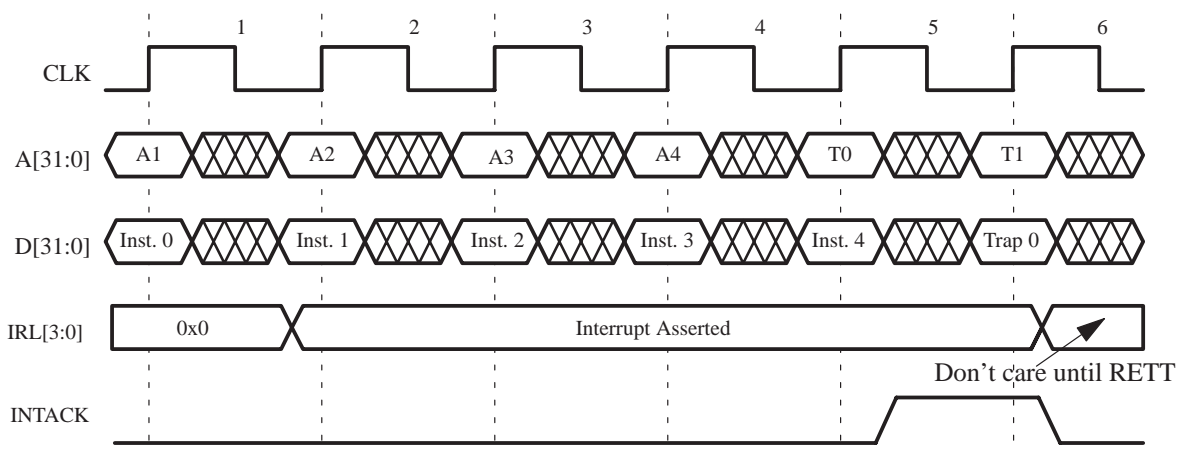 1 2 3 4 5 6
CLK
A[31:0] A1 A2 A3 A4 T0 T1
D[31:0] Inst. 0 Inst. 1 Inst. 2 Inst. 3 Inst. 4 Trap 0
IRL[3:0] 0x0 Interrupt Asserted
Don't care until RETT
INTACK